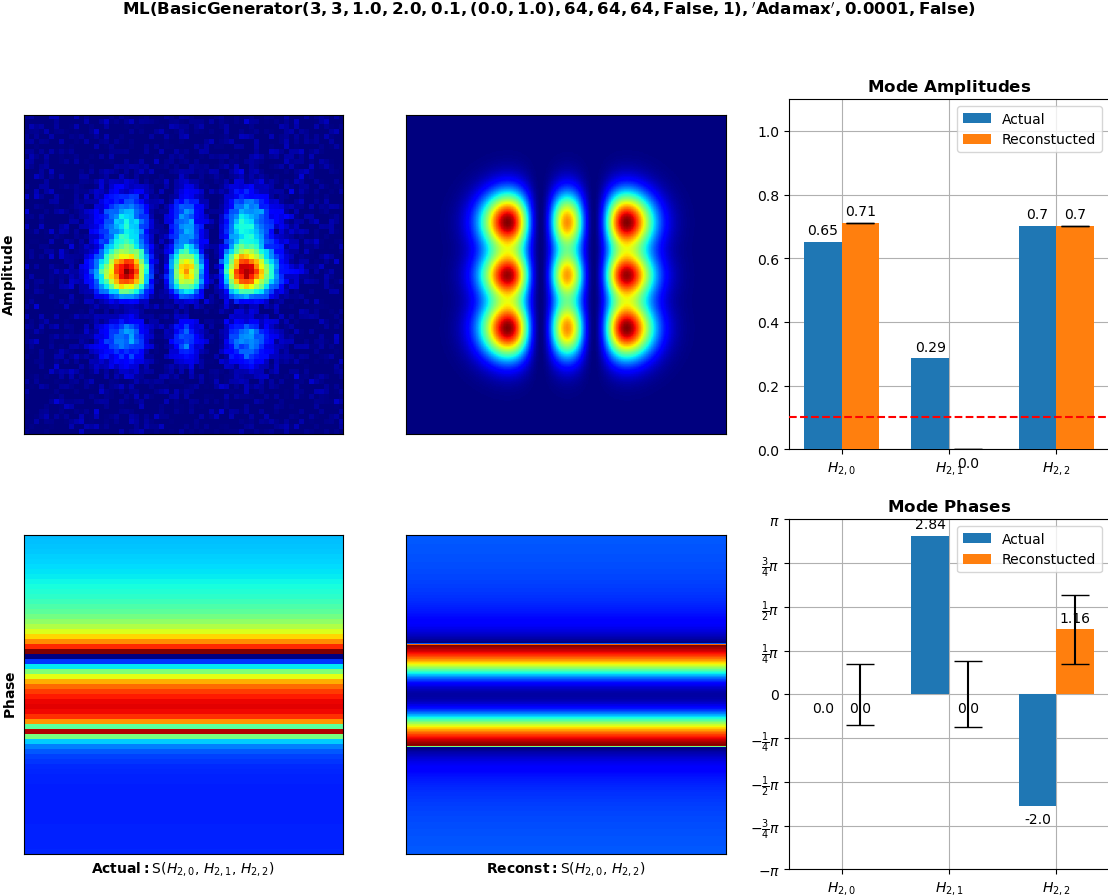 ML(BasicGenerator(3, 3, 1.0, 2.0, 0.1, (0.0, 1.0), 64, 64, 64, False, 1), ′Adamax′, 0.0001, False)
Amplitude
Mode Amplitudes
Actual
Reconstucted
1.0
0.8
0.6
0.4
0.2
0.0
0.65
0.71
0.29
0.0
0.7
0.7
H2,0
H2,1
H2,2
Phase
Actual: S(H2,0, H2,1, H2,2)
Reconst: S(H2,0, H2,2)
Mode Phases
Actual
Reconstucted
π
3/4π
1/2π
1/4π
0
−1/4π
−1/2π
−3/4π
−π
0.0
0.0
2.84
0.0
-2.0
1.16
H2,0
H2,1
H2,2